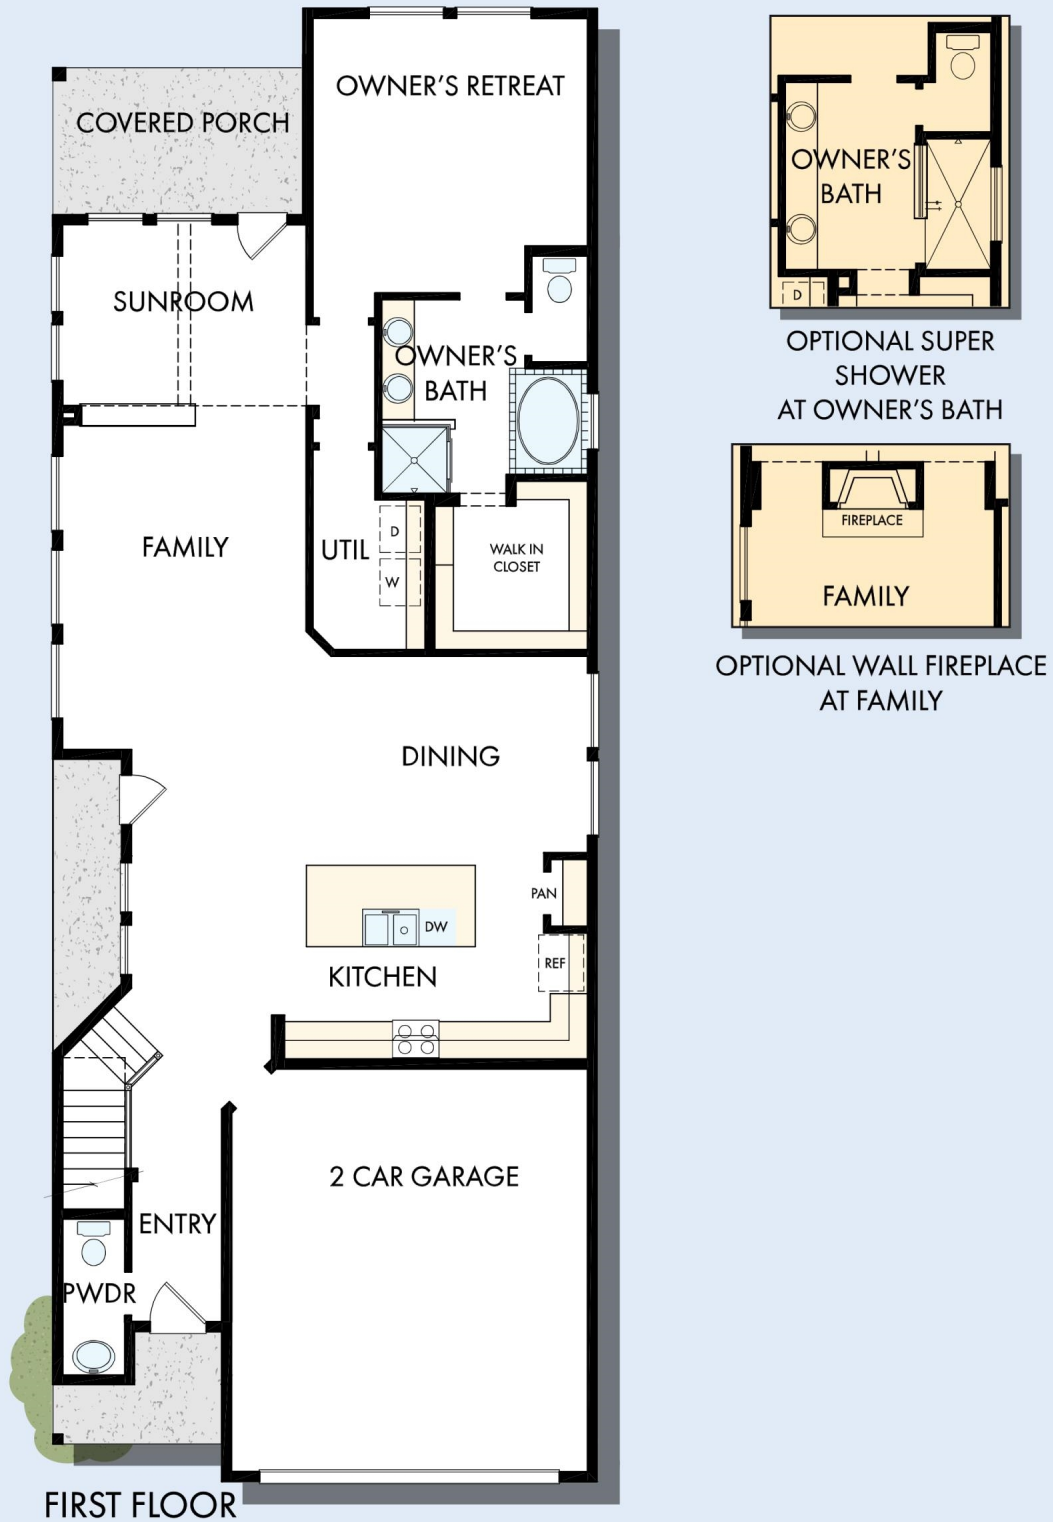 OWNER'S RETREAT
COVERED PORCH
SUNROOM
OWNER'S
BATH
FAMILY
UTIL
D
W
WALK IN
CLOSET
DINING
PAN
DW
REF
KITCHEN
2 CAR GARAGE
ENTRY
PWDR
FIRST FLOOR
OWNER'S
BATH
D
OPTIONAL SUPER
SHOWER
AT OWNER'S BATH
FIREPLACE
FAMILY
OPTIONAL WALL FIREPLACE
AT FAMILY